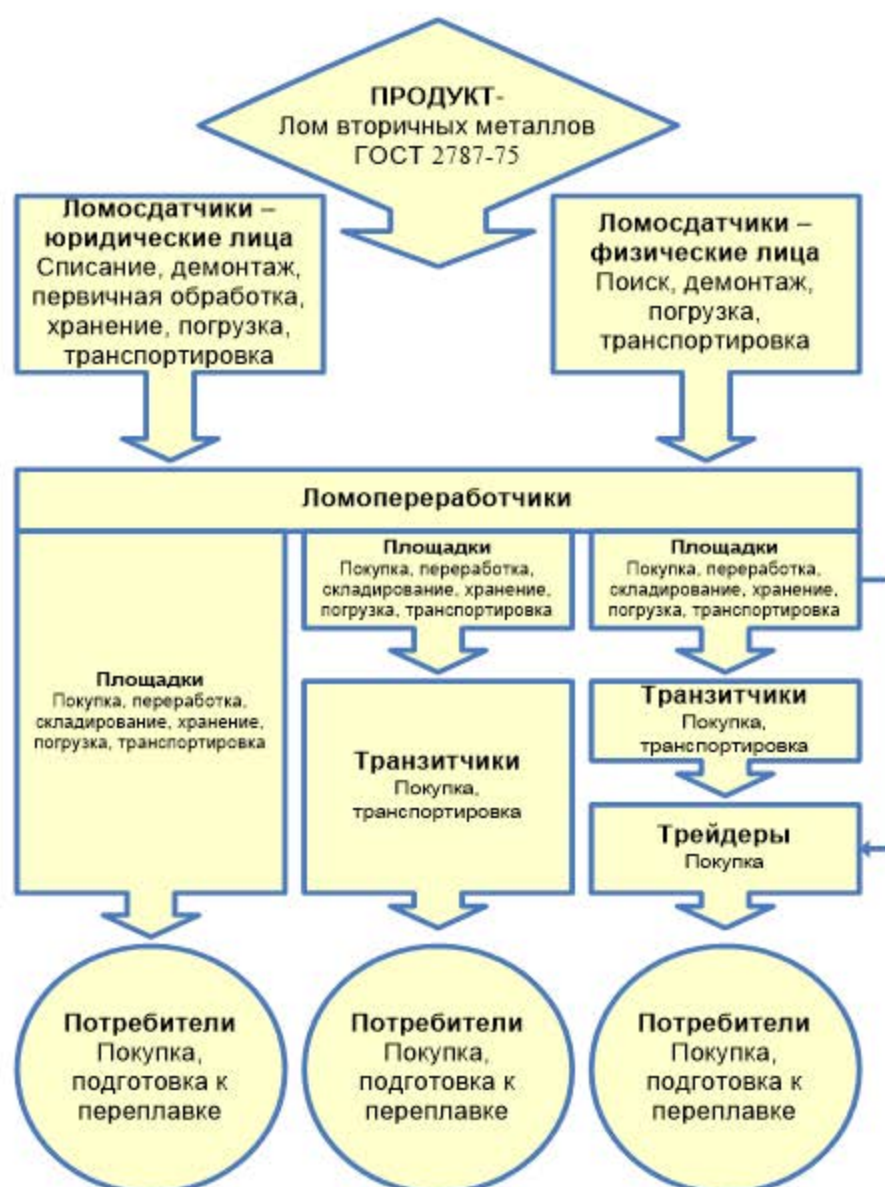 ПРОДУКТ-
Лом вторичных металлов
ГОСТ 2787-75
Ломосдатчики –
юридические лица
Списание, демонтаж,
первичная обработка,
хранение, погрузка,
транспортировка
Ломосдатчики –
физические лица
Поиск, демонтаж,
погрузка,
транспортировка
Ломопереработчики
Площадки
Покупка, переработка,
складирование, хранение,
погрузка, транспортировка
Площадки
Покупка, переработка,
складирование, хранение,
погрузка, транспортировка
Площадки
Покупка, переработка,
складирование, хранение,
погрузка, транспортировка
Транзитчики
Покупка,
транспортировка
Транзитчики
Покупка,
транспортировка
Трейдеры
Покупка
Потребители
Покупка,
подготовка к
переплавке
Потребители
Покупка,
подготовка к
переплавке
Потребители
Покупка,
подготовка к
переплавке